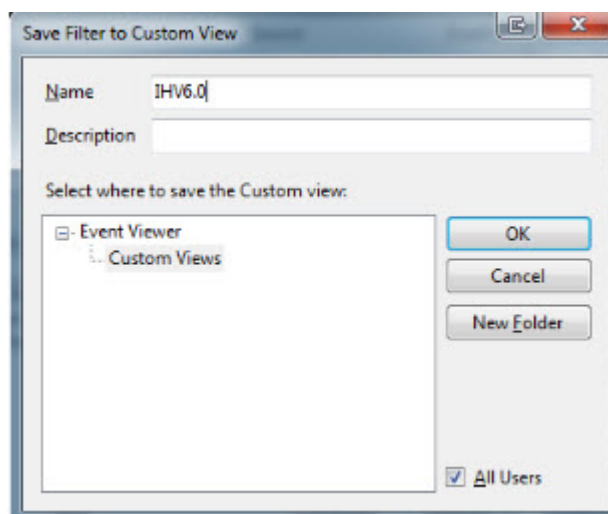 Save Filter to Custom View
Name IHV6.0
Description
Select where to save the Custom view:
Event Viewer
Custom Views
OK
Cancel
New Folder
All Users